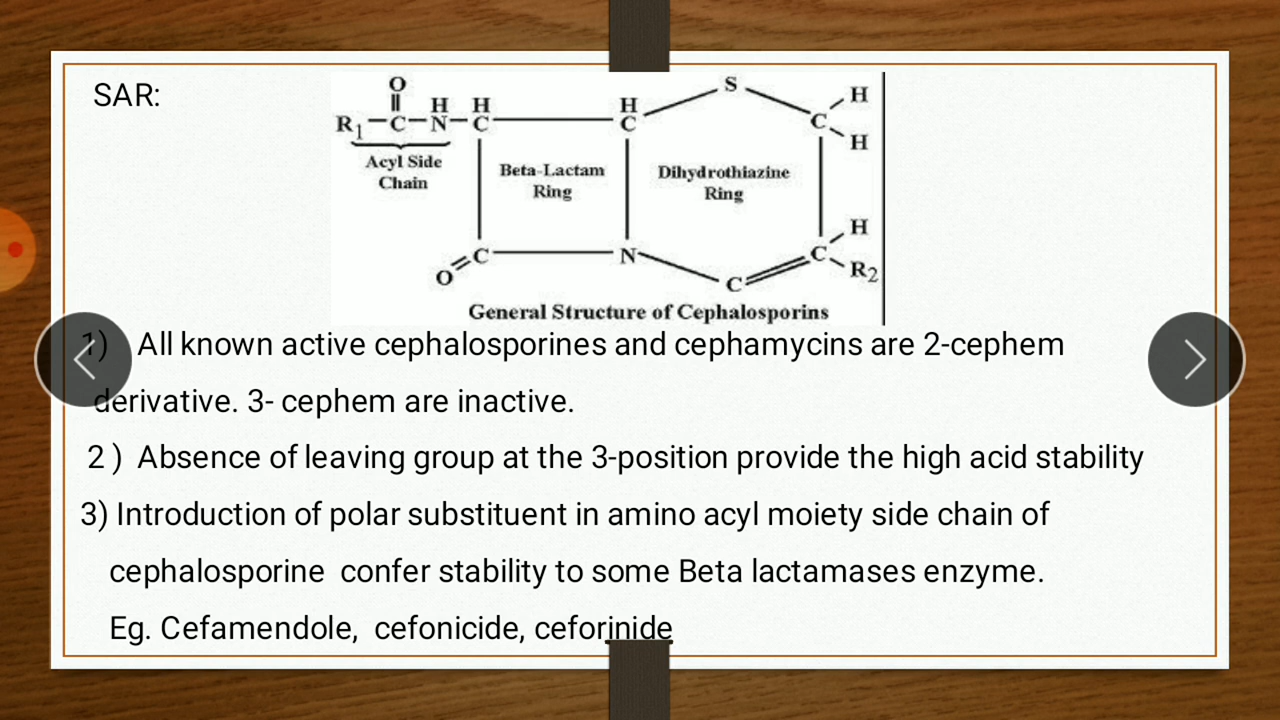 SAR:
O
R1 C H N H C H C S C H H
Acyl Side
Chain
Beta-Lactam
Ring
Dihydrothiazine
Ring
O C N C C H R2
General Structure of Cephalosporins
1) All known active cephalosporines and cephamycins are 2-cephem
derivative. 3- cephem are inactive.
2 ) Absence of leaving group at the 3-position provide the high acid stability
3) Introduction of polar substituent in amino acyl moiety side chain of
cephalosporine confer stability to some Beta lactamases enzyme.
Eg. Cefamendole, cefonicide, ceforinide